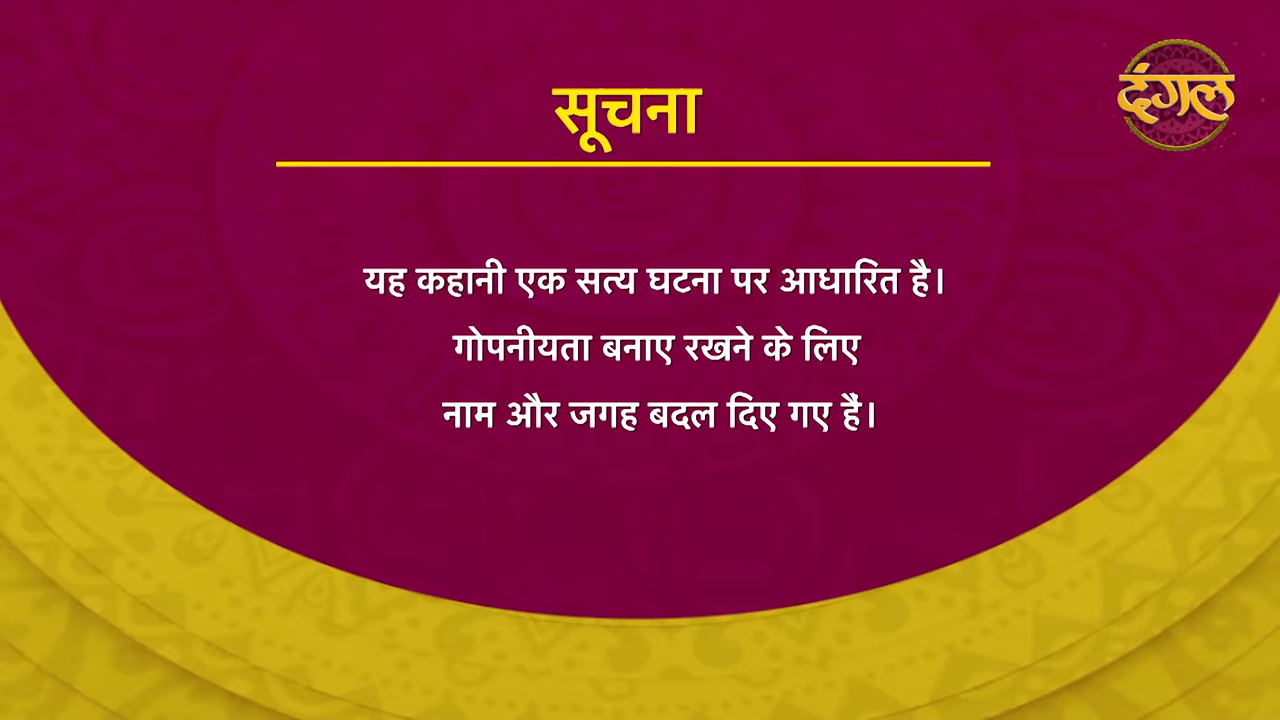 सूचना
दंगल
यह कहानी एक सत्य घटना पर आधारित है।
गोपनीयता बनाए रखने के लिए
नाम और जगह बदल दिए गए हैं।